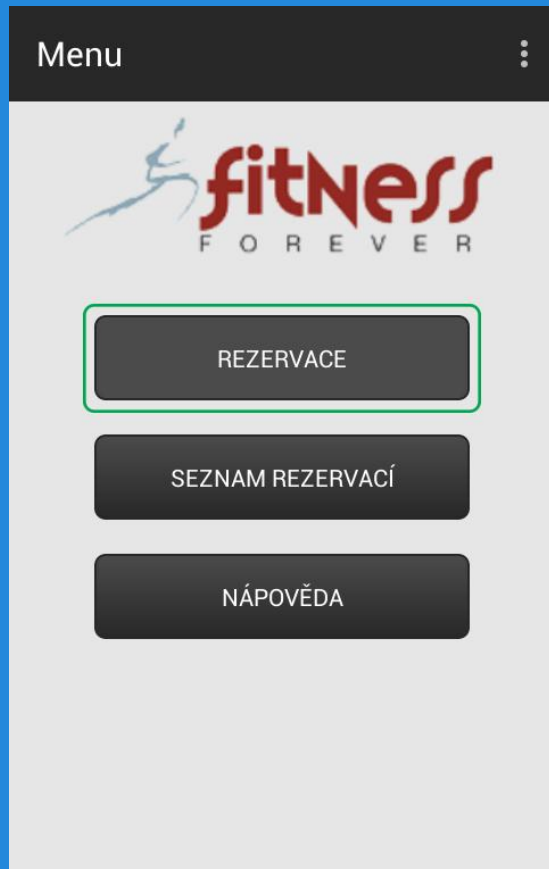 Menu
fitNess
FOREVER
REZERVACE
SEZNAM REZERVACÍ
NÁPOVĚDA